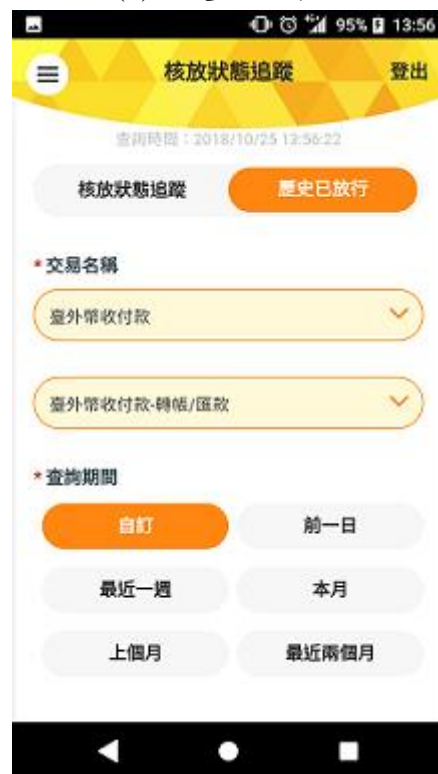 95% 13:56
核放狀態追蹤 登出
查詢時間：2018/10/25 13:56:22
核放狀態追蹤 歷史已放行
*交易名稱
臺外幣收付款
臺外幣收付款-轉帳/匯款
*查詢期間
自訂 前一日
最近一週 本月
上個月 最近兩個月